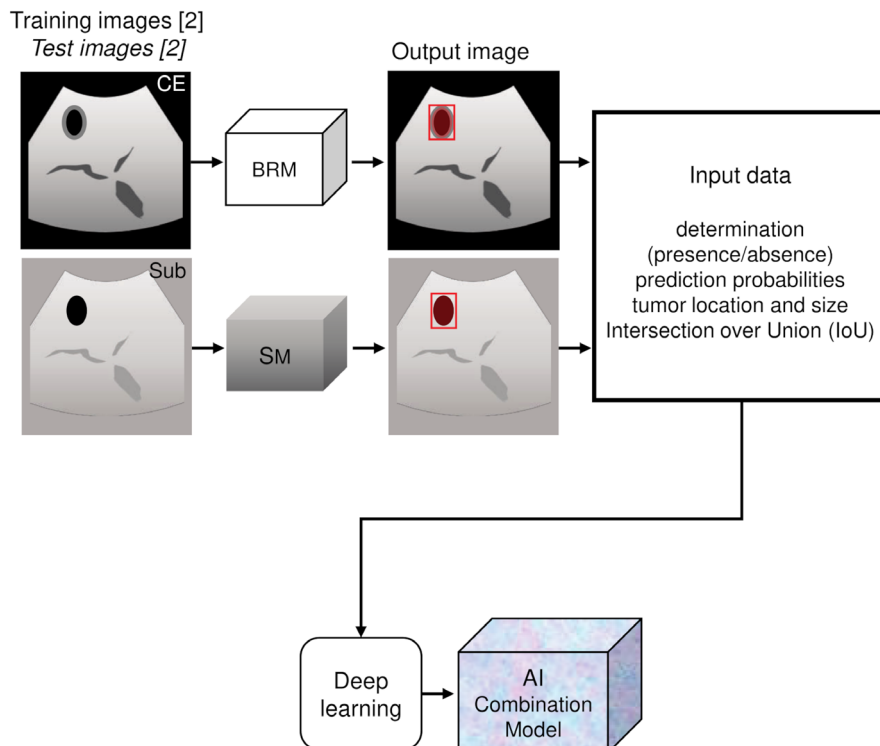 Training images [2]
Test images [2]
Output image
CE
BRM
Input data
determination
(presence/absence)
prediction probabilities
tumor location and size
Intersection over Union (IoU)
Sub
SM
Deep
learning
AI
Combination
Model